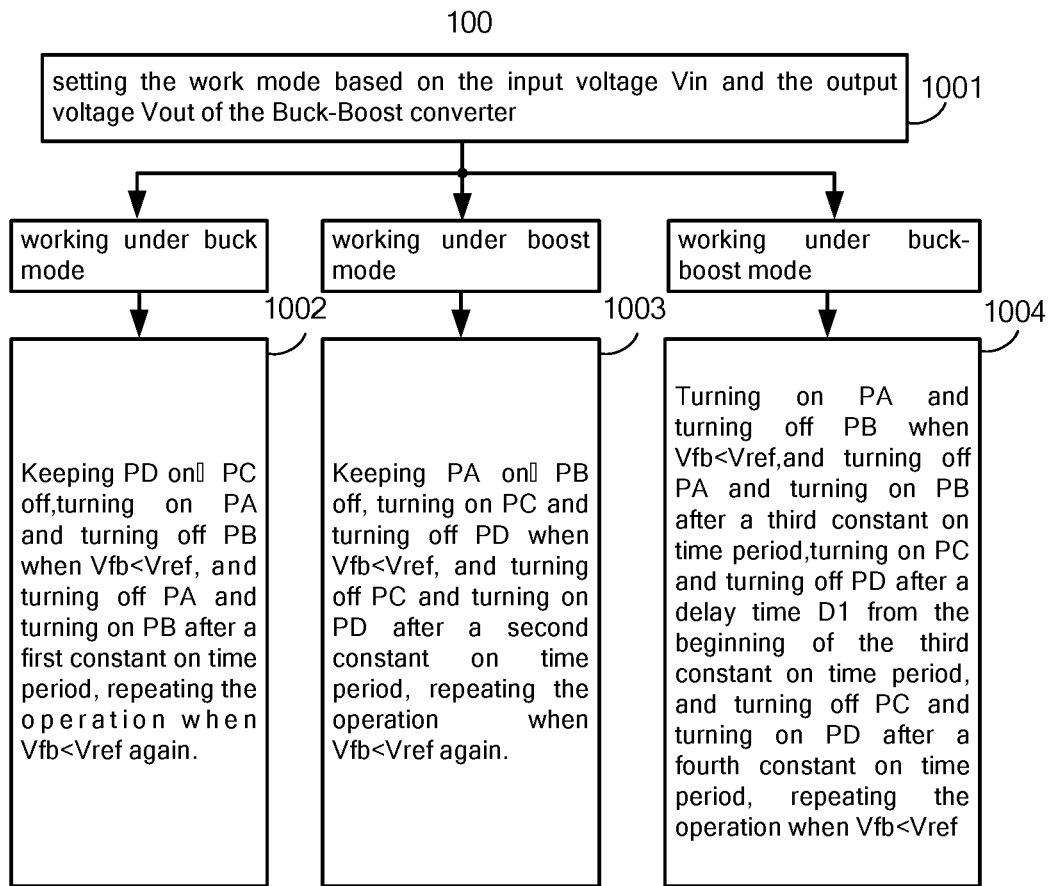 100
setting the work mode based on the input voltage Vin and the output
voltage Vout of the Buck-Boost converter
1001
working under buck
mode
working under boost
mode
working under buck-
boost mode
1002
Keeping PD on▯ PC
off,turning on PA
and turning off PB
when Vfb<Vref, and
turning off PA and
turning on PB after a
first constant on time
period, repeating the
operation when
Vfb<Vref again.
1003
Keeping PA on▯ PB
off, turning on PC and
turning off PD when
Vfb<Vref, and turning
off PC and turning on
PD after a second
constant on time
period, repeating the
operation when
Vfb<Vref again.
1004
Turning on PA and
turning off PB when
Vfb<Vref,and turning off
PA and turning on PB
after a third constant on
time period,turning on PC
and turning off PD after a
delay time D1 from the
beginning of the third
constant on time period,
and turning off PC and
turning on PD after a
fourth constant on time
period, repeating the
operation when Vfb<Vref